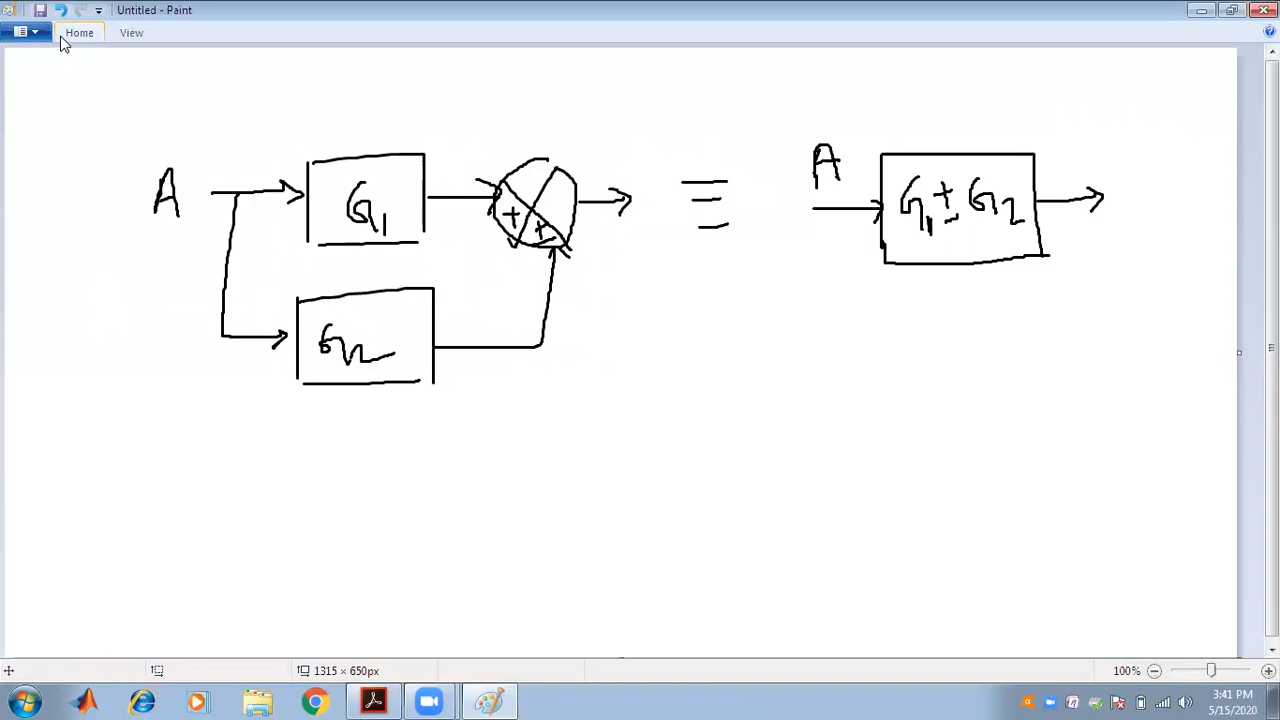 Untitled - Paint
Home View
A G1 + ± ≡ A G1 ± G2
G2
1315 × 650px 100%
3:41 PM
5/15/2020